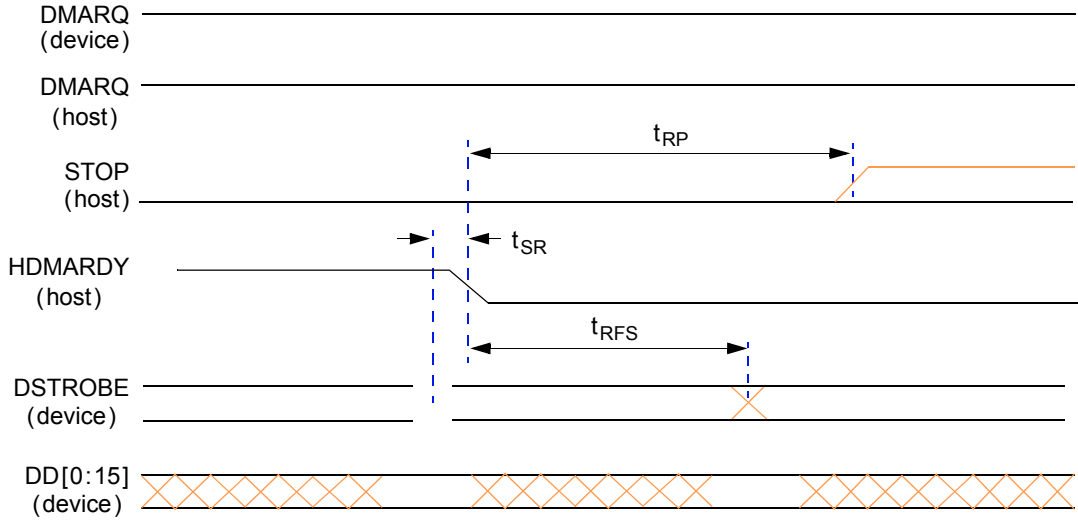 DMARQ
(device)
DMARQ
(host)
tRP
STOP
(host)
tSR
HDMARDY
(host)
tRFS
DSTROBE
(device)
DD[0:15]
(device)